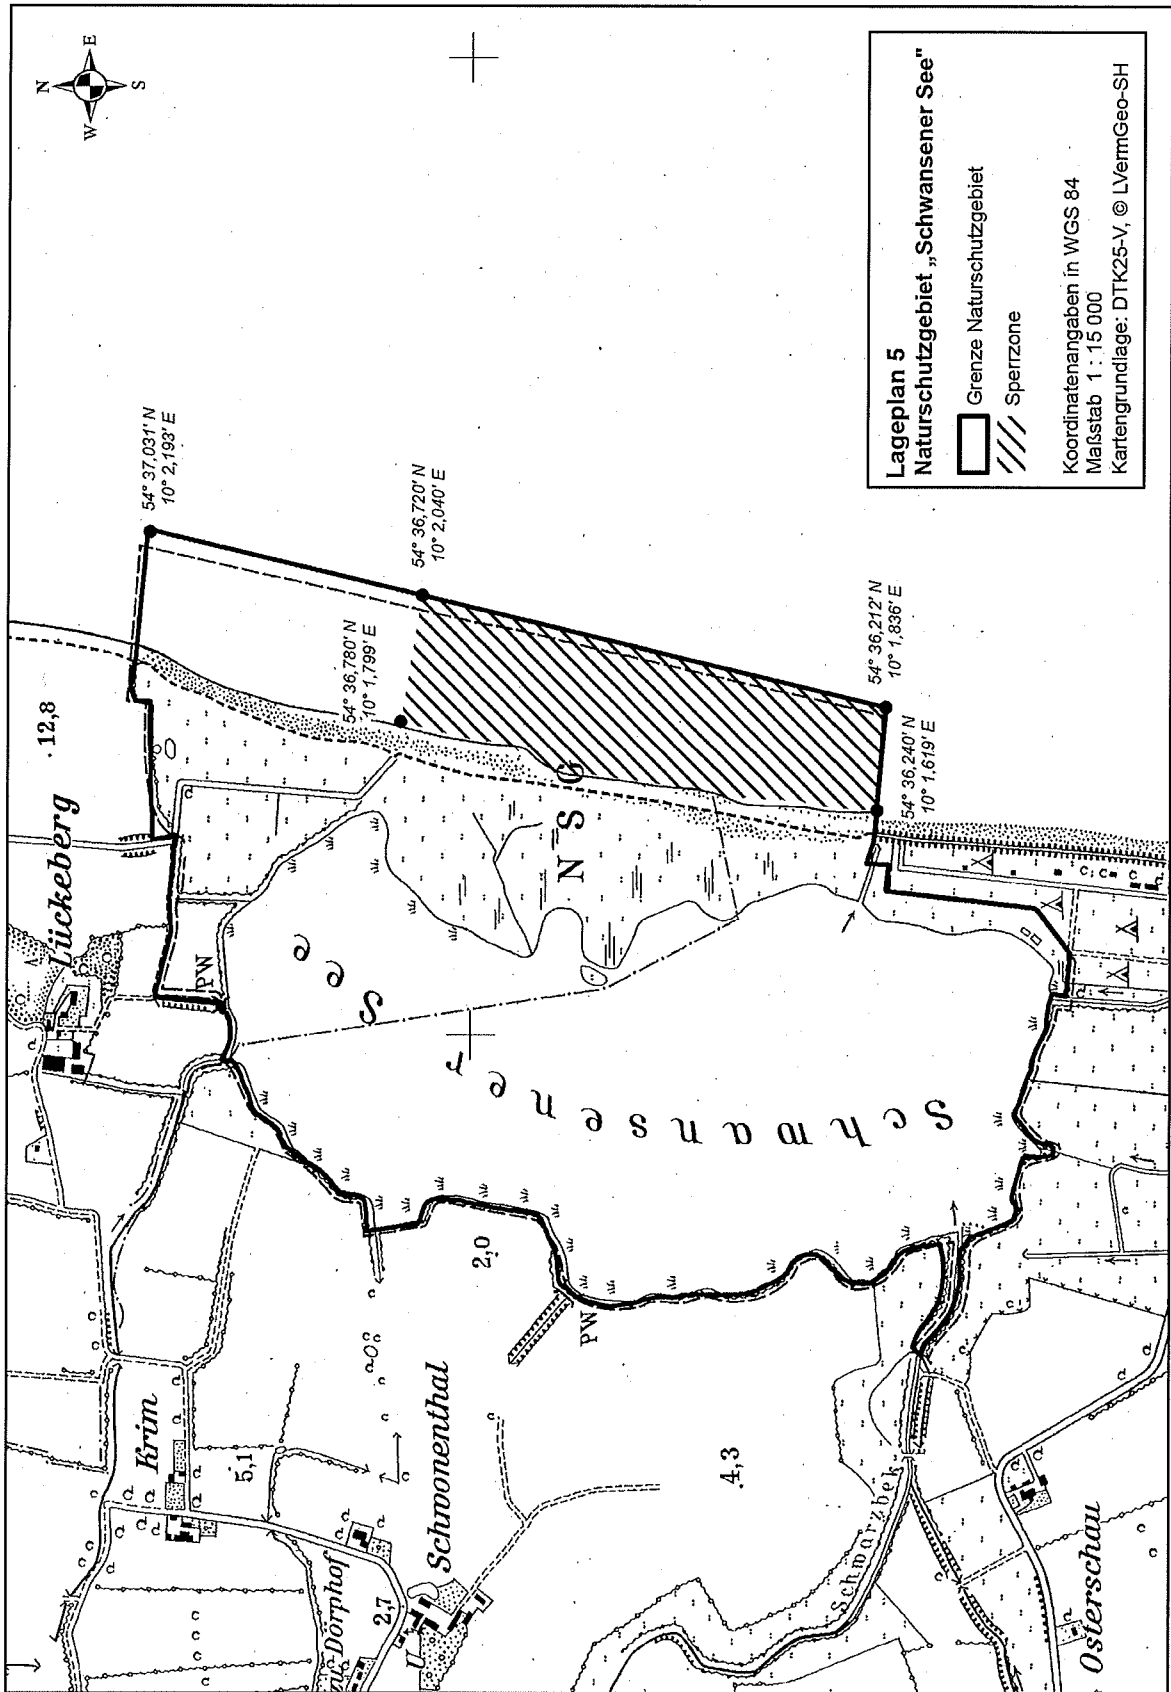 N
E
S
W
54° 37,031' N
10° 2,193' E
54° 36,720' N
10° 2,040' E
54° 36,780' N
10° 1,799' E
54° 36,212' N
10° 1,836' E
54° 36,240' N
10° 1,619' E
.12,8
Lückeberg
PW
N S G
Schwansener See
2,0
PW
Krim
5,1
Schwonenthal
Dörphof
2,7
U
.4,3
Schwarzbek
Osterschau
Lageplan 5
Naturschutzgebiet „Schwansener See"
Grenze Naturschutzgebiet
Sperrzone
Koordinatenangaben in WGS 84
Maßstab 1 : 15 000
Kartengrundlage: DTK25-V, © LVermGeo-SH